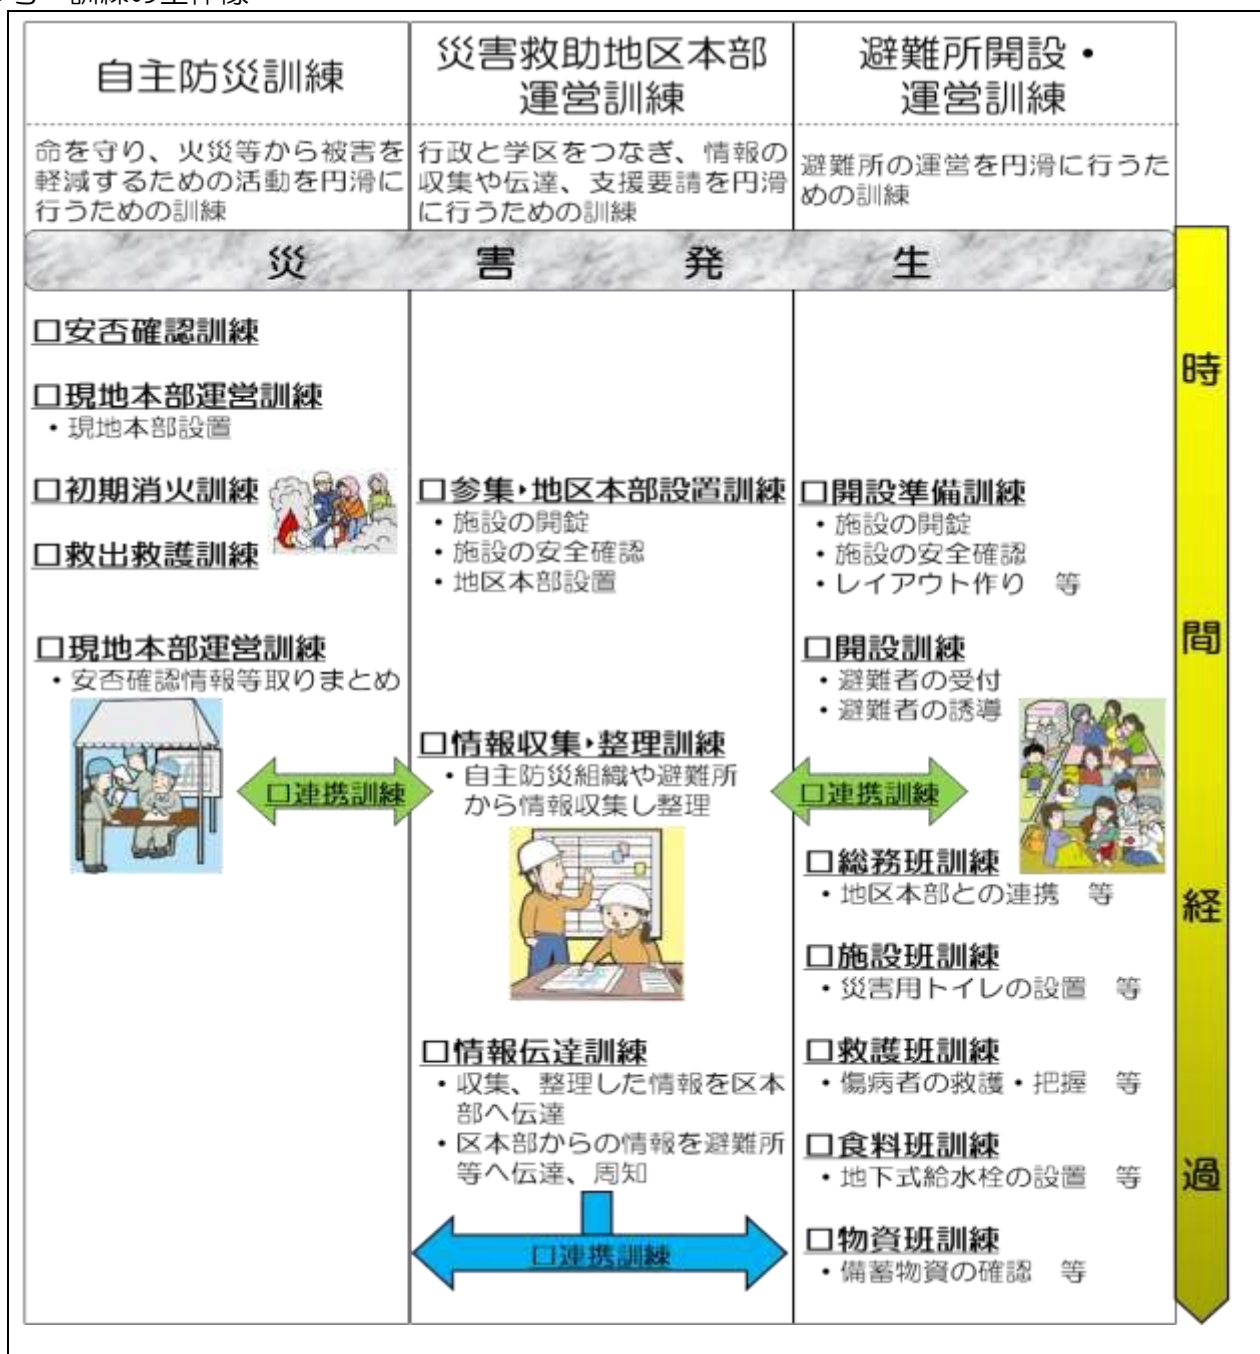 訓練の全体像
自主防災訓練
命を守り、火災等から被害を
軽減するための活動を円滑に
行うための訓練
災害救助地区本部
運営訓練
行政と学区をつなぎ、情報の
収集や伝達、支援要請を円滑
に行うための訓練
避難所開設・
運営訓練
避難所の運営を円滑に行うた
めの訓練
災害発生
時間経過
□安否確認訓練
□現地本部運営訓練
・現地本部設置
□初期消火訓練
□救出救護訓練
□現地本部運営訓練
・安否確認情報等取りまとめ
□連携訓練
□参集・地区本部設置訓練
・施設の開錠
・施設の安全確認
・地区本部設置
□情報収集・整理訓練
・自主防災組織や避難所
から情報収集し整理
□情報伝達訓練
・収集、整理した情報を区本
部へ伝達
・区本部からの情報を避難所
等へ伝達、周知
□連携訓練
□開設準備訓練
・施設の開錠
・施設の安全確認
・レイアウト作り　等
□開設訓練
・避難者の受付
・避難者の誘導
□連携訓練
□総務班訓練
・地区本部との連携　等
□施設班訓練
・災害用トイレの設置　等
□救護班訓練
・傷病者の救護・把握　等
□食料班訓練
・地下式給水栓の設置　等
□物資班訓練
・備蓄物資の確認　等